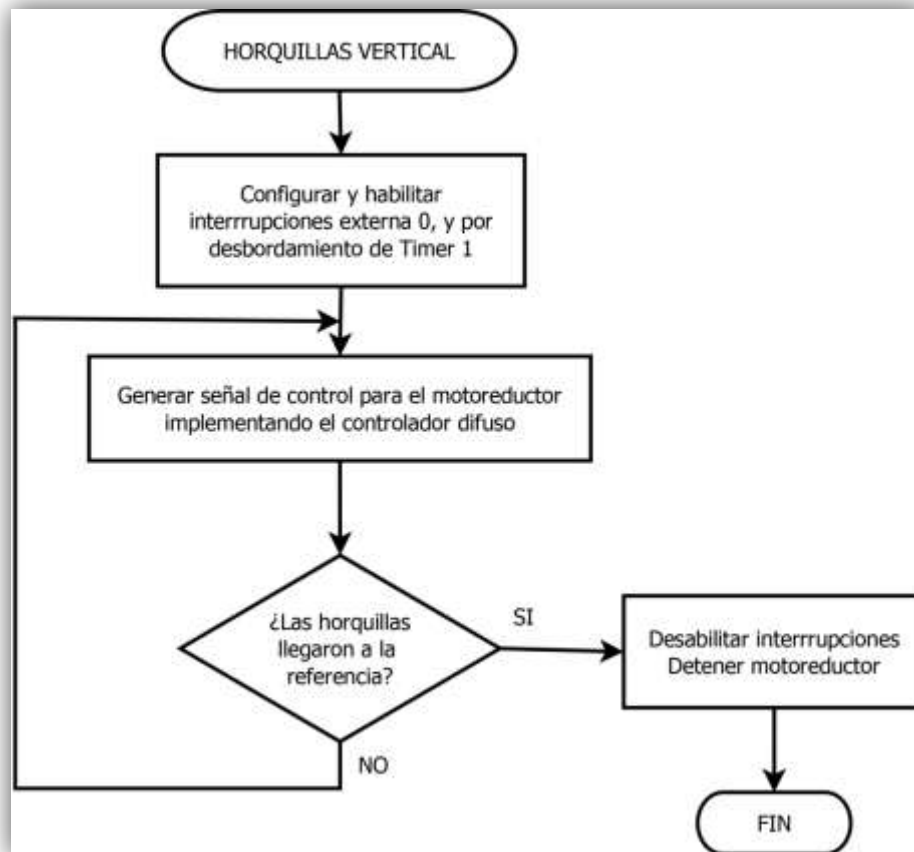 HORQUILLAS VERTICAL
Configurar y habilitar
interrrupciones externa 0, y por
desbordamiento de Timer 1
Generar señal de control para el motoreductor
implementando el controlador difuso
¿Las horquillas
llegaron a la
referencia?
SI
Desabilitar interrrupciones
Detener motoreductor
NO
FIN